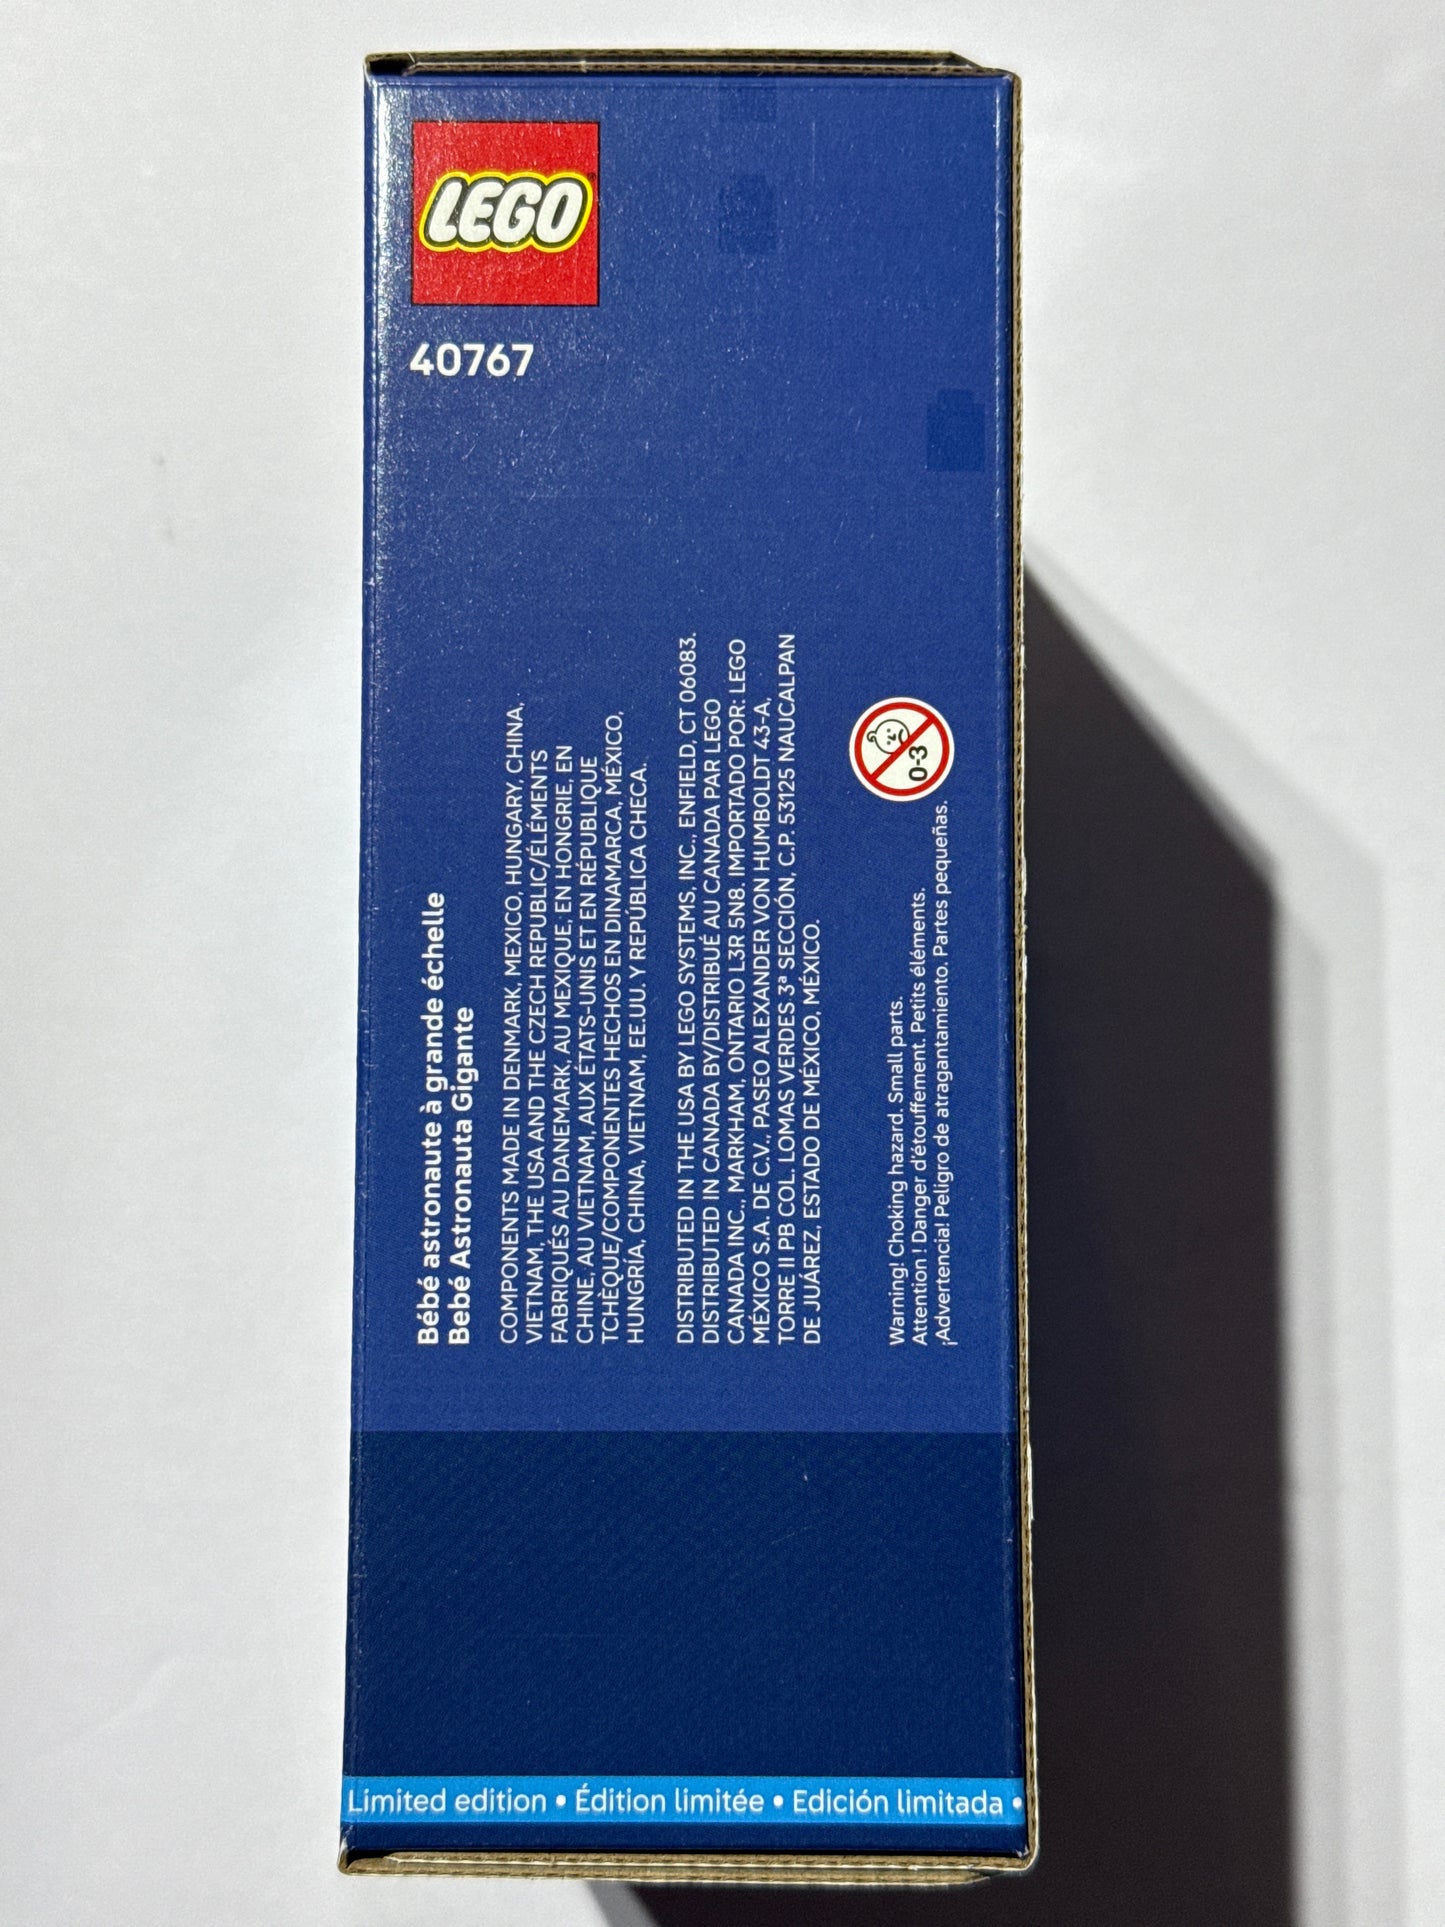 LEGO
40767
Bébé astronaute à grande échelle
Bebé Astronauta Gigante
COMPONENTS MADE IN DENMARK, MEXICO, HUNGARY, CHINA,
VIETNAM, THE USA AND THE CZECH REPUBLIC/ÉLÉMENTS
FABRIQUÉS AU DANEMARK, AU MEXIQUE, EN HONGRIE, EN
CHINE, AU VIETNAM, AUX ÉTATS-UNIS ET EN RÉPUBLIQUE
TCHÈQUE/COMPONENTES HECHOS EN DINAMARCA, MÉXICO,
HUNGRÍA, CHINA, VIETNAM, EE.UU. Y REPÚBLICA CHECA.
DISTRIBUTED IN THE USA BY LEGO SYSTEMS, INC., ENFIELD, CT 06083.
DISTRIBUTED IN CANADA BY/DISTRIBUÉ AU CANADA PAR LEGO
CANADA INC., MARKHAM, ONTARIO L3R 5N8. IMPORTADO POR: LEGO
MÉXICO S.A. DE C.V., PASEO ALEXANDER VON HUMBOLDT 43-A,
TORRE II PB COL. LOMAS VERDES 3ª SECCIÓN, C.P. 53125 NAUCALPAN
DE JUÁREZ, ESTADO DE MÉXICO, MÉXICO.
Warning! Choking hazard. Small parts.
Attention ! Danger d'étouffement. Petits éléments.
¡Advertencia! Peligro de atragantamiento. Partes pequeñas.
0-3
Limited edition • Édition limitée • Edición limitada •